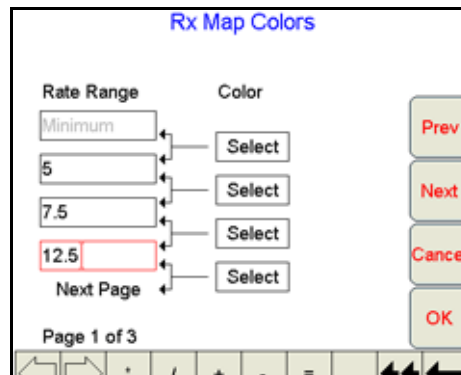 Rx Map Colors
Rate Range Color
Minimum
Select
5
Select
7.5
Select
12.5
Select
Next Page
Page 1 of 3
Prev
Next
Cance
OK